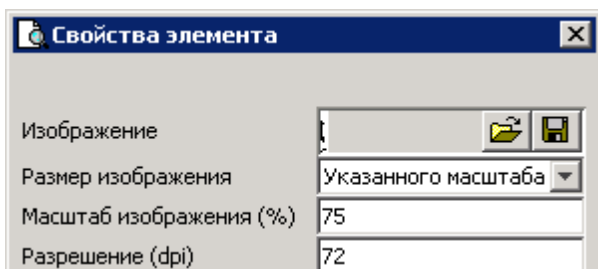 Свойства элемента
Изображение
Размер изображения Указанного масштаба
Масштаб изображения (%) 75
Разрешение (dpi) 72